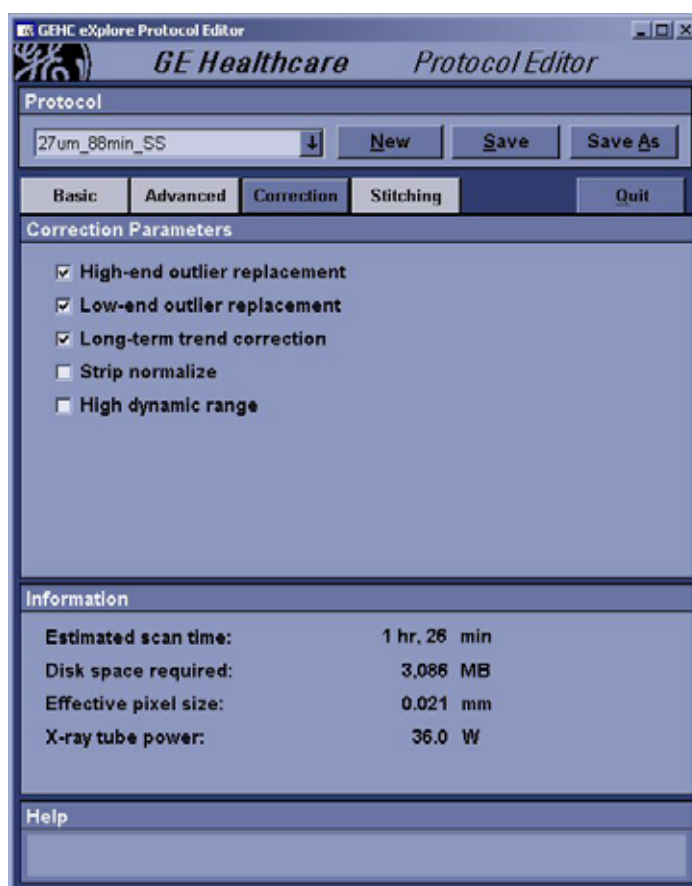 GEHC eXplore Protocol Editor
GE Healthcare Protocol Editor
Protocol
27um_88min_SS New Save Save As
Basic Advanced Correction Stitching Quit
Correction Parameters
High-end outlier replacement
Low-end outlier replacement
Long-term trend correction
Strip normalize
High dynamic range
Information
Estimated scan time: 1 hr, 26 min
Disk space required: 3,086 MB
Effective pixel size: 0.021 mm
X-ray tube power: 36.0 W
Help